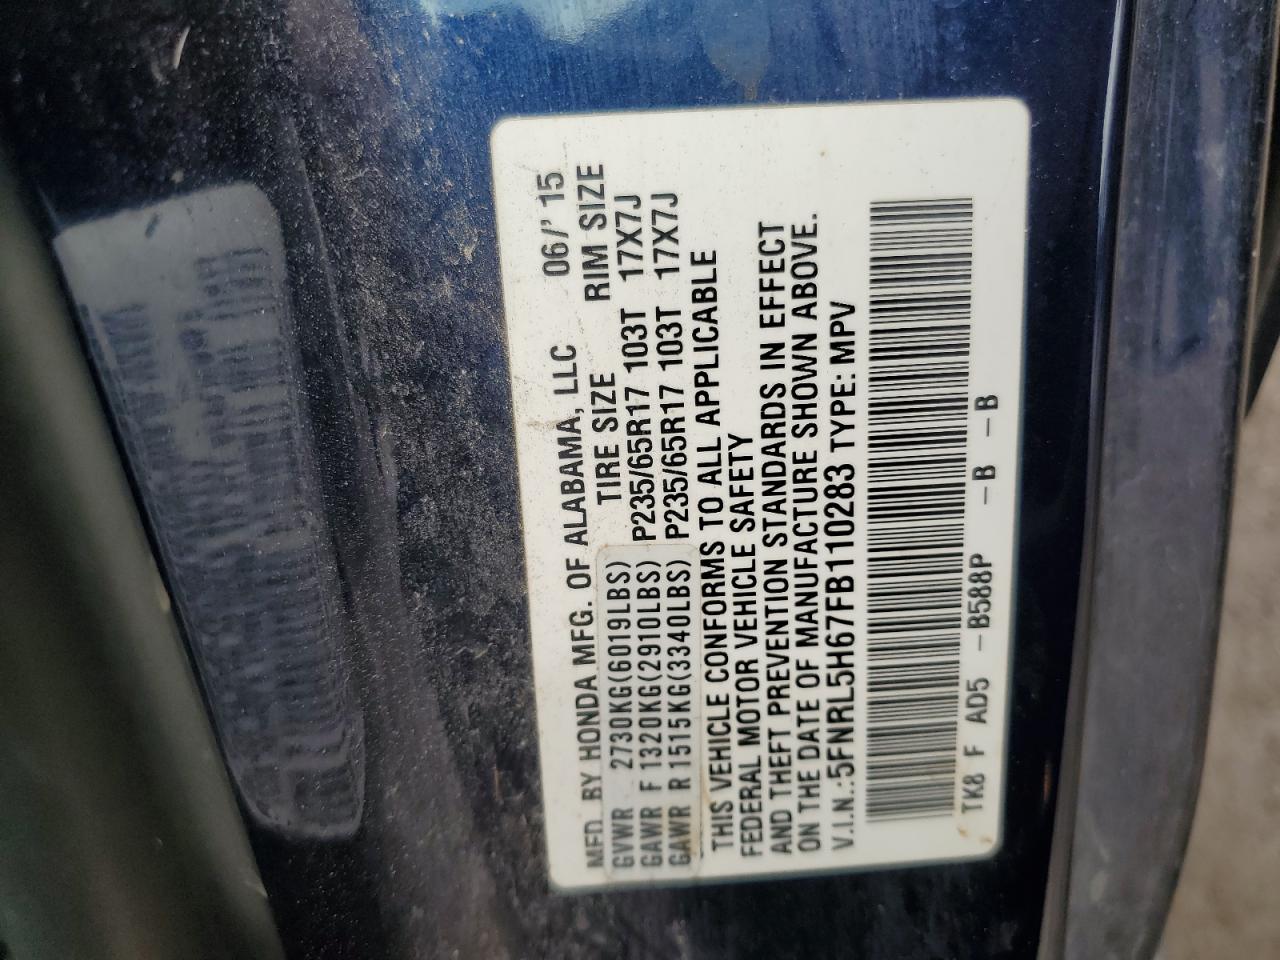 MFD. BY HONDA MFG. OF ALABAMA, LLC 06/'15
TIRE SIZE RIM SIZE
GVWR 2730KG(6019LBS)
GAWR F 1320KG(2910LBS) P235/65R17 103T 17X7J
GAWR R 1515KG(3340LBS) P235/65R17 103T 17X7J
THIS VEHICLE CONFORMS TO ALL APPLICABLE
FEDERAL MOTOR VEHICLE SAFETY
AND THEFT PREVENTION STANDARDS IN EFFECT
ON THE DATE OF MANUFACTURE SHOWN ABOVE.
V.I.N.:5FNRL5H67FB110283 TYPE: MPV
TK8 F AD5 -B588P -B -B